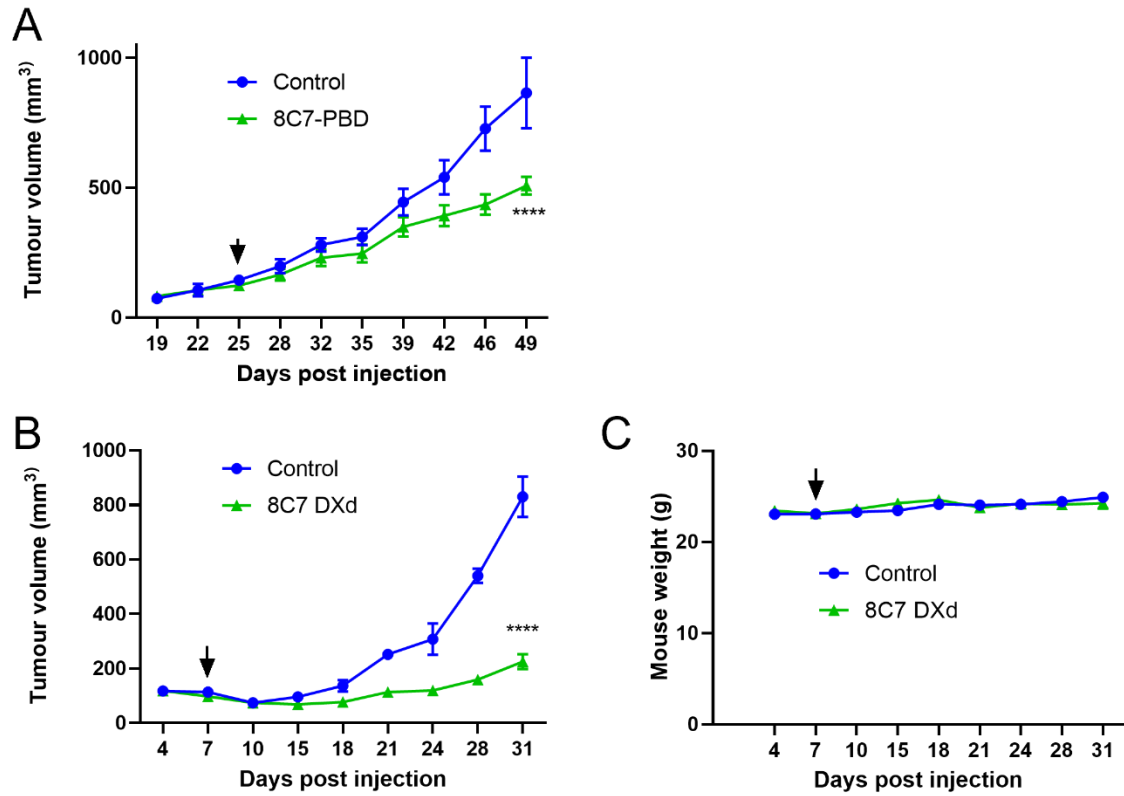 A
Tumour volume (mm³)
1000
500
0
Control
8C7-PBD
****
19 22 25 28 32 35 39 42 46 49
Days post injection
B
Tumour volume (mm³)
1000
800
600
400
200
0
Control
8C7 DXd
****
4 7 10 15 18 21 24 28 31
Days post injection
C
Mouse weight (g)
30
20
10
0
Control
8C7 DXd
4 7 10 15 18 21 24 28 31
Days post injection